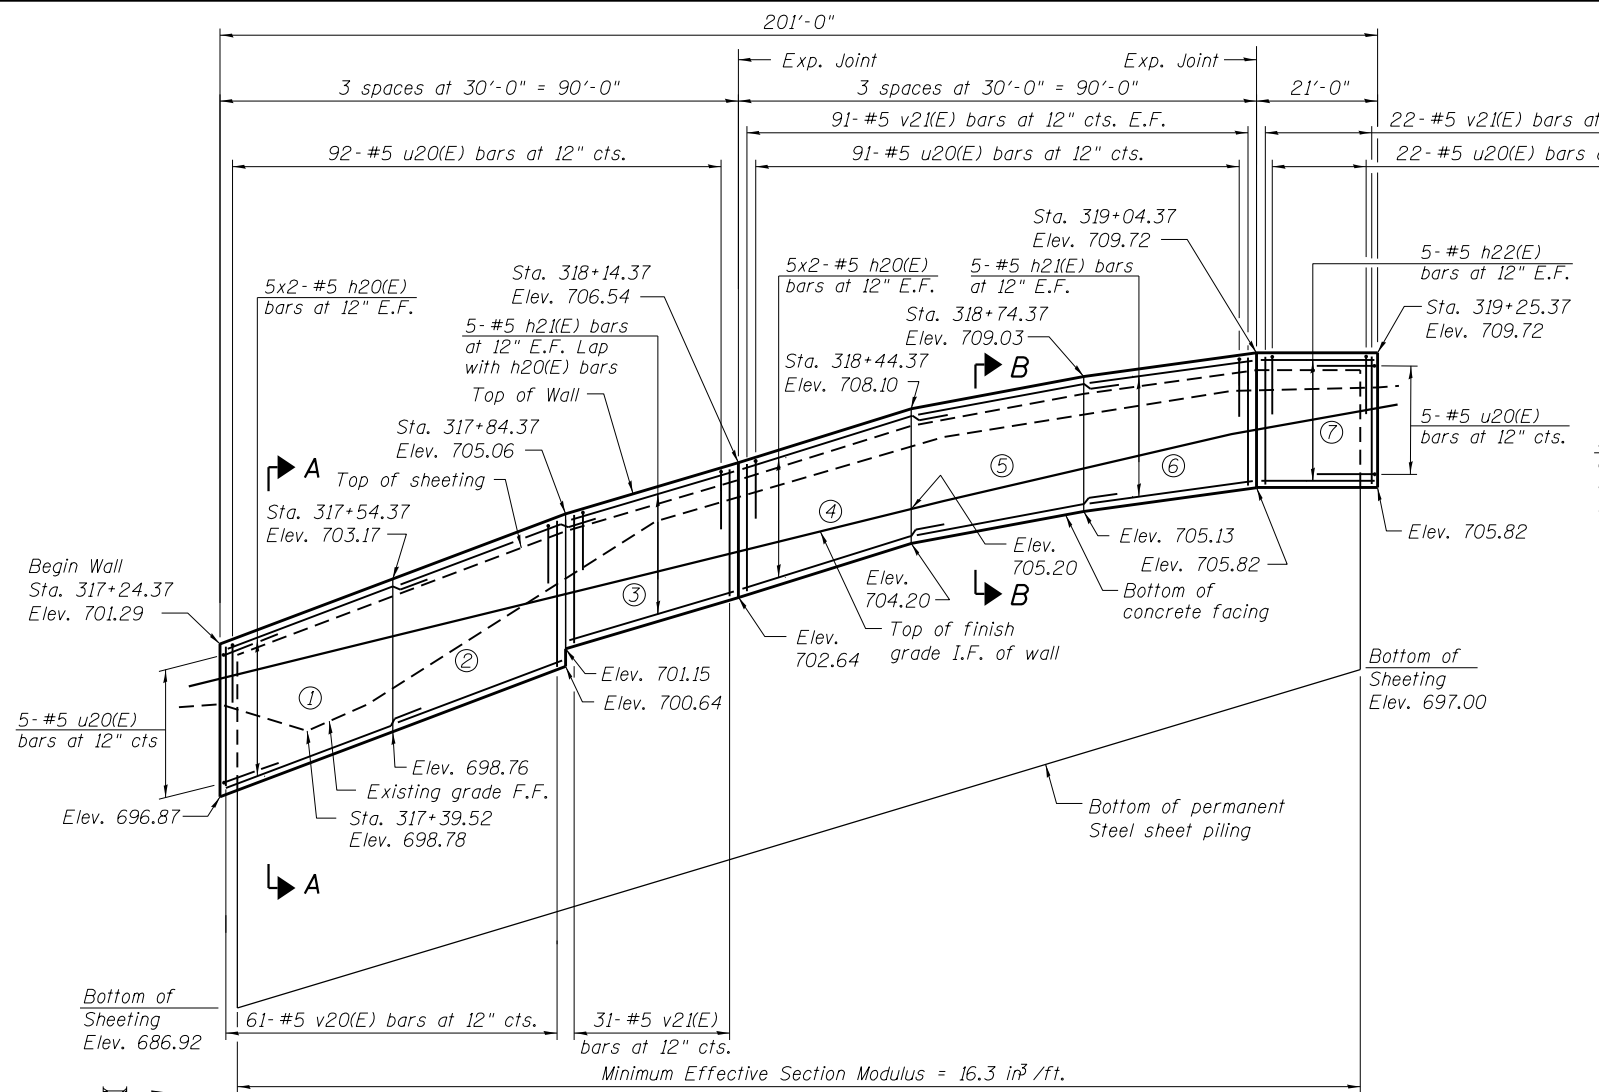 201'-0"
Exp. Joint
Exp. Joint
3 spaces at 30'-0" = 90'-0"
3 spaces at 30'-0" = 90'-0"
21'-0"
91- #5 v21(E) bars at 12" cts. E.F.
22- #5 v21(E) bars at
92- #5 u20(E) bars at 12" cts.
91- #5 u20(E) bars at 12" cts.
22- #5 u20(E) bars
Sta. 319+04.37
Elev. 709.72
5- #5 h22(E)
bars at 12" E.F.
5x2- #5 h20(E)
bars at 12" E.F.
Sta. 318+14.37
Elev. 706.54
5x2- #5 h20(E)
bars at 12" E.F.
5- #5 h21(E) bars
at 12" E.F.
Sta. 319+25.37
Elev. 709.72
5- #5 h21(E) bars
at 12" E.F. Lap
with h20(E) bars
Sta. 318+74.37
Elev. 709.03
Sta. 318+44.37
Elev. 708.10
B
Top of Wall
Sta. 317+84.37
Elev. 705.06
5- #5 u20(E)
bars at 12" cts.
A
Top of sheeting
Sta. 317+54.37
Elev. 703.17
Begin Wall
Sta. 317+24.37
Elev. 701.29
1
2
3
4
5
6
7
Elev. 705.82
Elev. 705.13
Elev. 705.82
Elev.
705.20
Elev.
704.20
B
Bottom of
concrete facing
Top of finish
grade I.F. of wall
Elev.
702.64
Elev. 701.15
Elev. 700.64
Bottom of
Sheeting
Elev. 697.00
5- #5 u20(E)
bars at 12" cts
Elev. 698.76
Existing grade F.F.
Sta. 317+39.52
Elev. 698.78
Elev. 696.87
A
Bottom of permanent
Steel sheet piling
Bottom of
Sheeting
Elev. 686.92
61- #5 v20(E) bars at 12" cts.
31- #5 v21(E)
bars at 12" cts.
Minimum Effective Section Modulus = 16.3 in³ /ft.